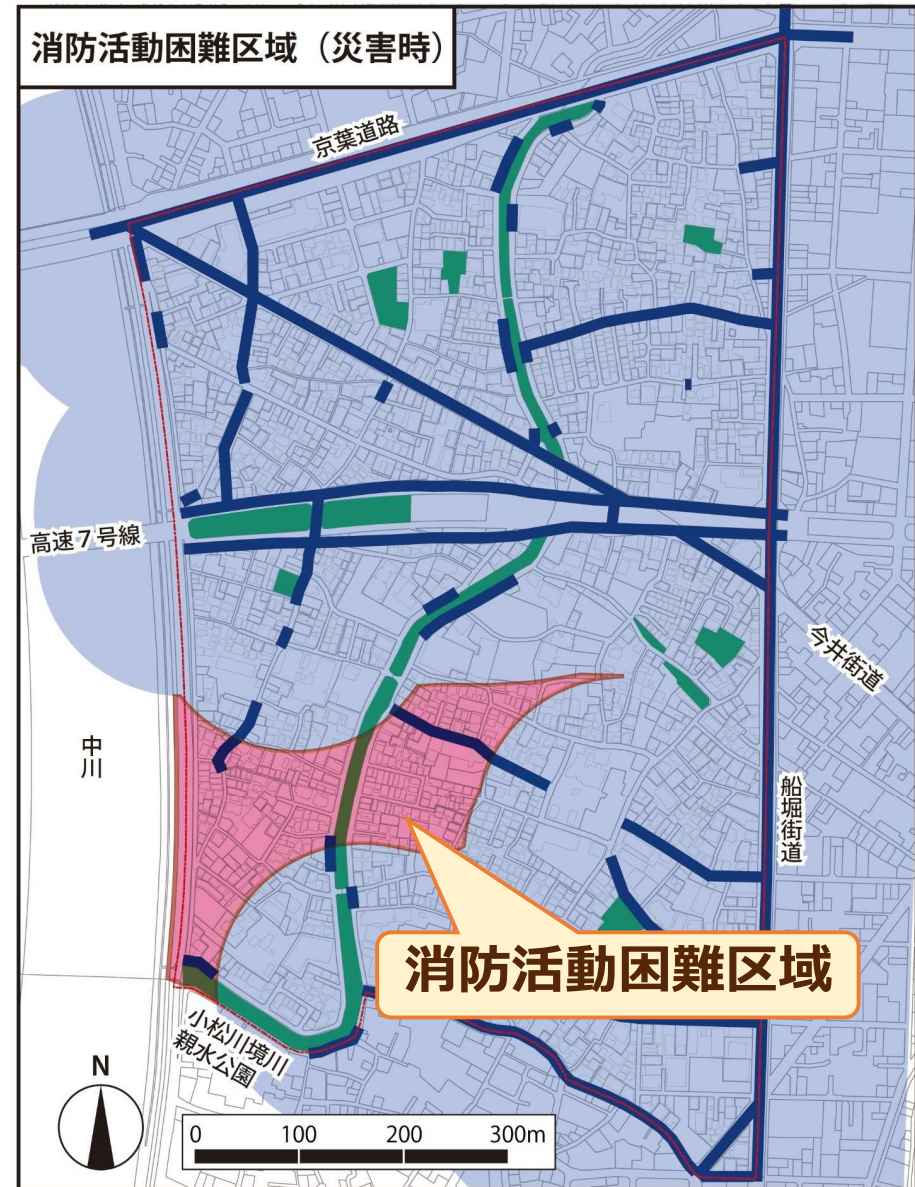 消防活動困難区域（災害時）
京葉道路
高速７号線
今井街道
中川
船堀街道
消防活動困難区域
小松川境川
親水公園
N
0 100 200 300m